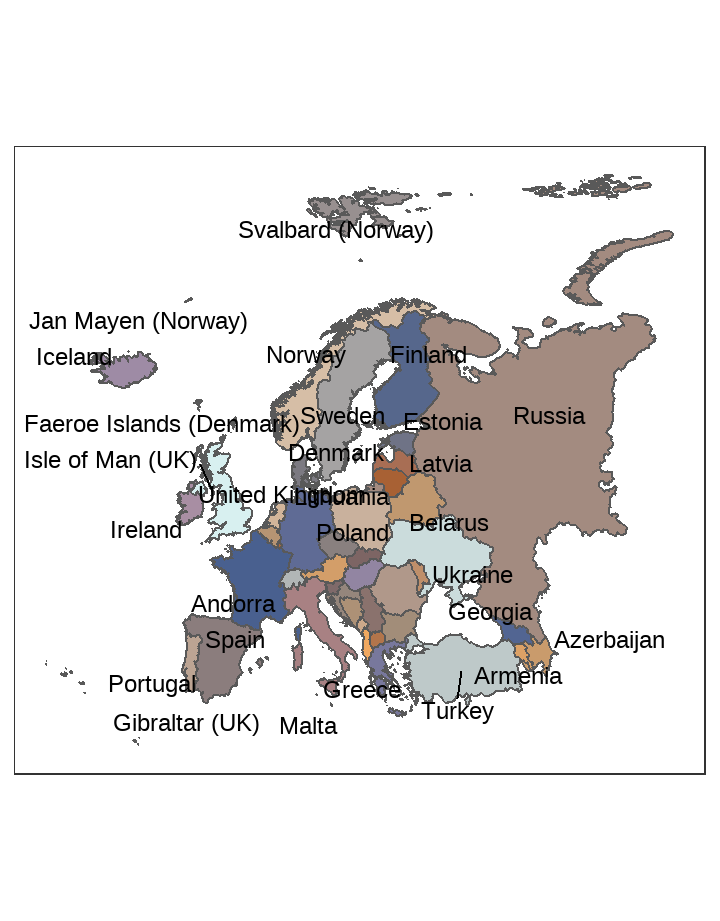 Svalbard (Norway)
Jan Mayen (Norway)
Iceland
Norway
Finland
Faeroe Islands (Denmark)
Sweden
Estonia
Russia
Denmark
Isle of Man (UK)
Latvia
United Kingdom
Lithuania
Ireland
Poland
Belarus
Ukraine
Andorra
Georgia
Spain
Azerbaijan
Portugal
Greece
Armenia
Turkey
Gibraltar (UK)
Malta